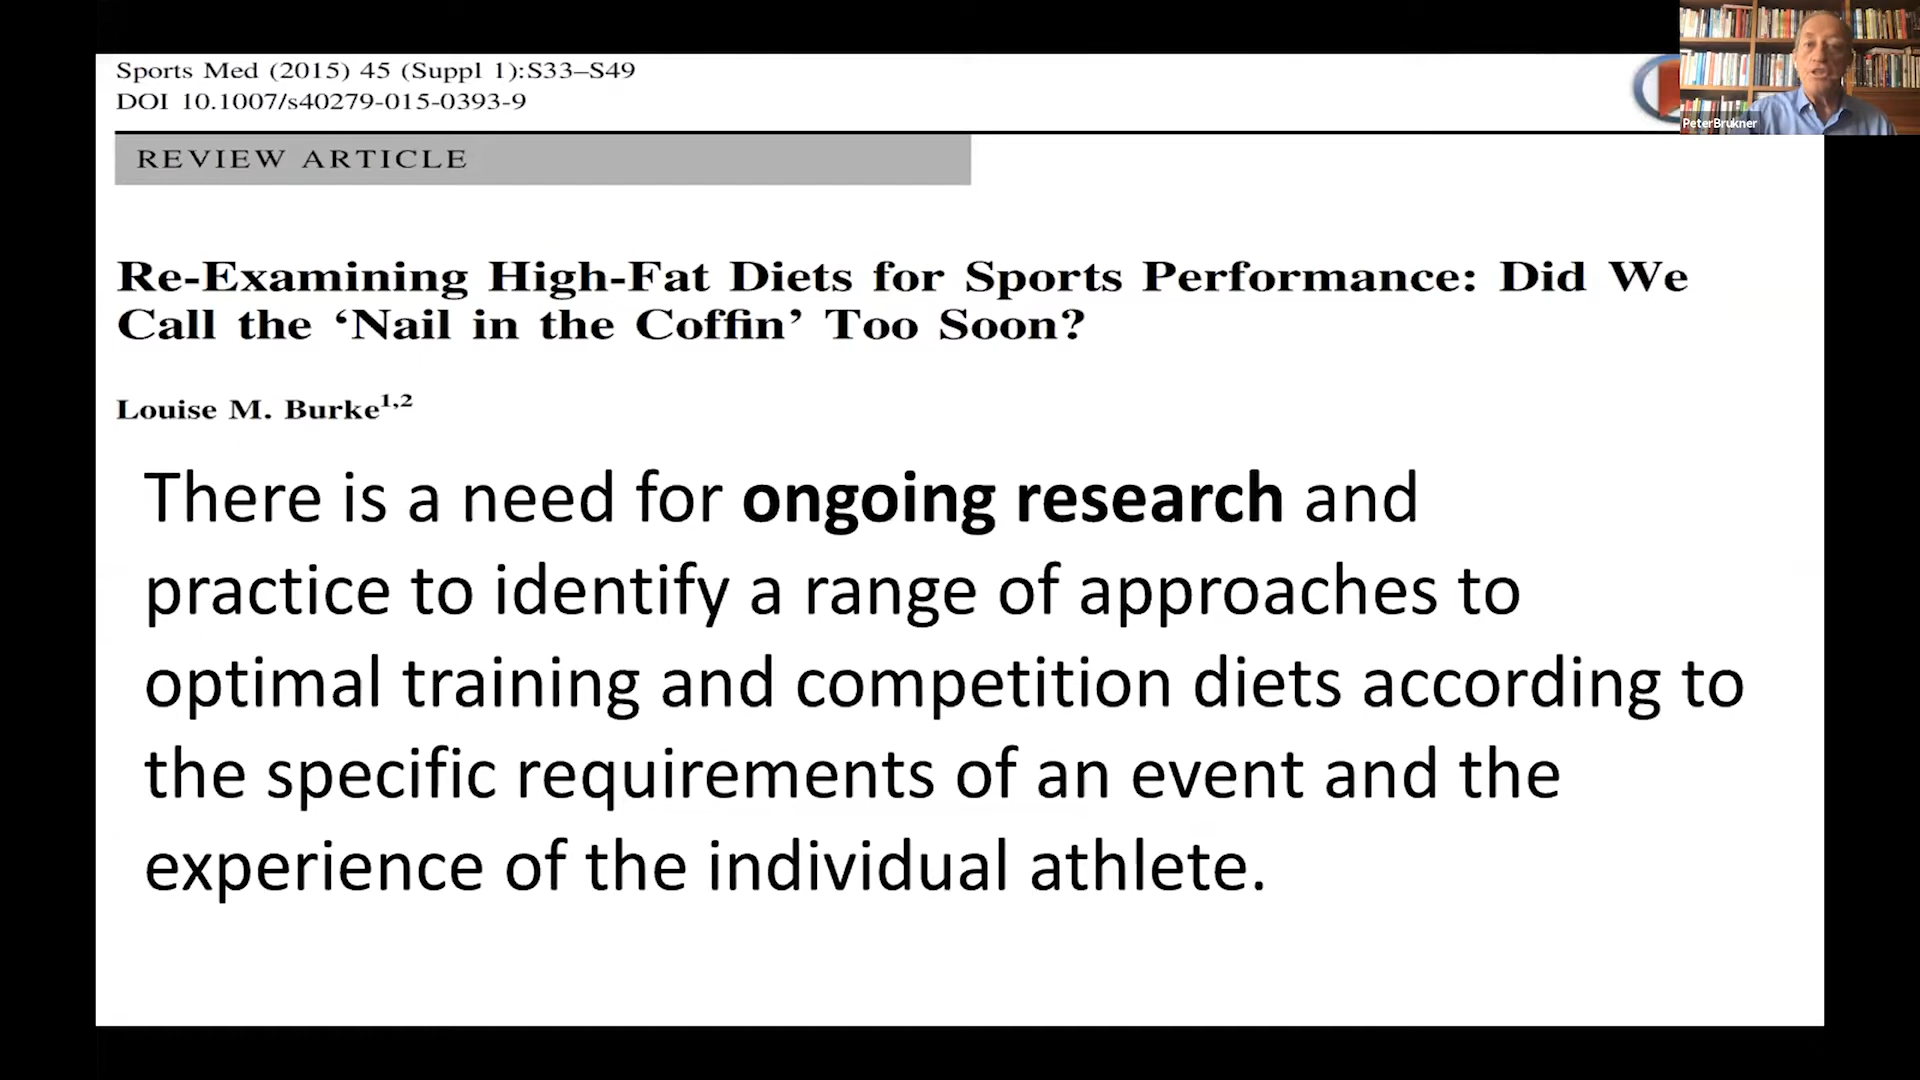 Sports Med (2015) 45 (Suppl 1):S33–S49
DOI 10.1007/s40279-015-0393-9
PeterBrukner
REVIEW ARTICLE
Re-Examining High-Fat Diets for Sports Performance: Did We
Call the ‘Nail in the Coffin’ Too Soon?
Louise M. Burke1,2
There is a need for ongoing research and
practice to identify a range of approaches to
optimal training and competition diets according to
the specific requirements of an event and the
experience of the individual athlete.